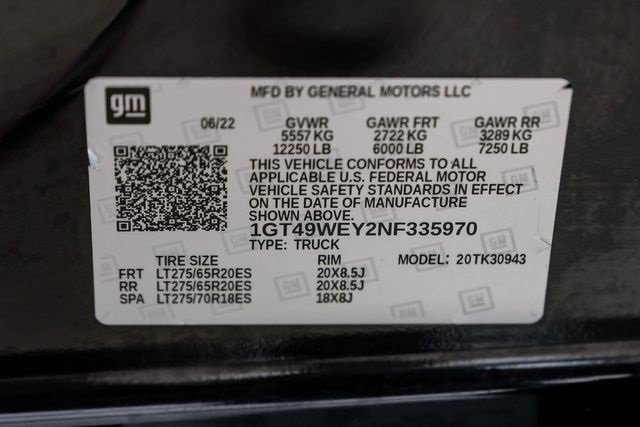 gm
MFD BY GENERAL MOTORS LLC
06/22 GVWR GAWR FRT GAWR RR
5557 KG 2722 KG 3289 KG
12250 LB 6000 LB 7250 LB
THIS VEHICLE CONFORMS TO ALL
APPLICABLE U.S. FEDERAL MOTOR
VEHICLE SAFETY STANDARDS IN EFFECT
ON THE DATE OF MANUFACTURE
SHOWN ABOVE.
1GT49WEY2NF335970
TYPE: TRUCK
TIRE SIZE RIM MODEL: 20TK30943
FRT LT275/65R20ES 20X8.5J
RR LT275/65R20ES 20X8.5J
SPA LT275/70R18ES 18X8J